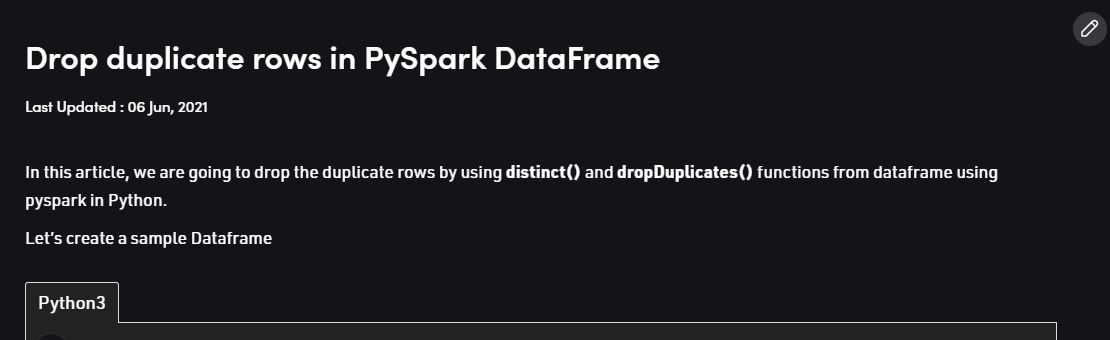 Drop duplicate rows in PySpark DataFrame
Last Updated : 06 Jun, 2021
In this article, we are going to drop the duplicate rows by using distinct() and dropDuplicates() functions from dataframe using
pyspark in Python.
Let’s create a sample Dataframe
Python3